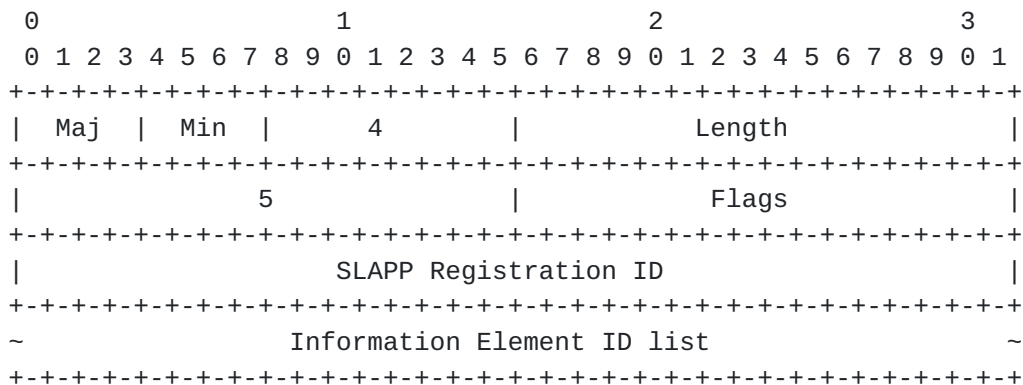 0                   1                   2                   3
 0 1 2 3 4 5 6 7 8 9 0 1 2 3 4 5 6 7 8 9 0 1 2 3 4 5 6 7 8 9 0 1
+-+-+-+-+-+-+-+-+-+-+-+-+-+-+-+-+-+-+-+-+-+-+-+-+-+-+-+-+-+-+-+-+
|  Maj  |  Min  |      4        |           Length              |
+-+-+-+-+-+-+-+-+-+-+-+-+-+-+-+-+-+-+-+-+-+-+-+-+-+-+-+-+-+-+-+-+
|               5               |            Flags              |
+-+-+-+-+-+-+-+-+-+-+-+-+-+-+-+-+-+-+-+-+-+-+-+-+-+-+-+-+-+-+-+-+
|                    SLAPP Registration ID                      |
+-+-+-+-+-+-+-+-+-+-+-+-+-+-+-+-+-+-+-+-+-+-+-+-+-+-+-+-+-+-+-+-+
~                 Information Element ID list                   ~
+-+-+-+-+-+-+-+-+-+-+-+-+-+-+-+-+-+-+-+-+-+-+-+-+-+-+-+-+-+-+-+-+